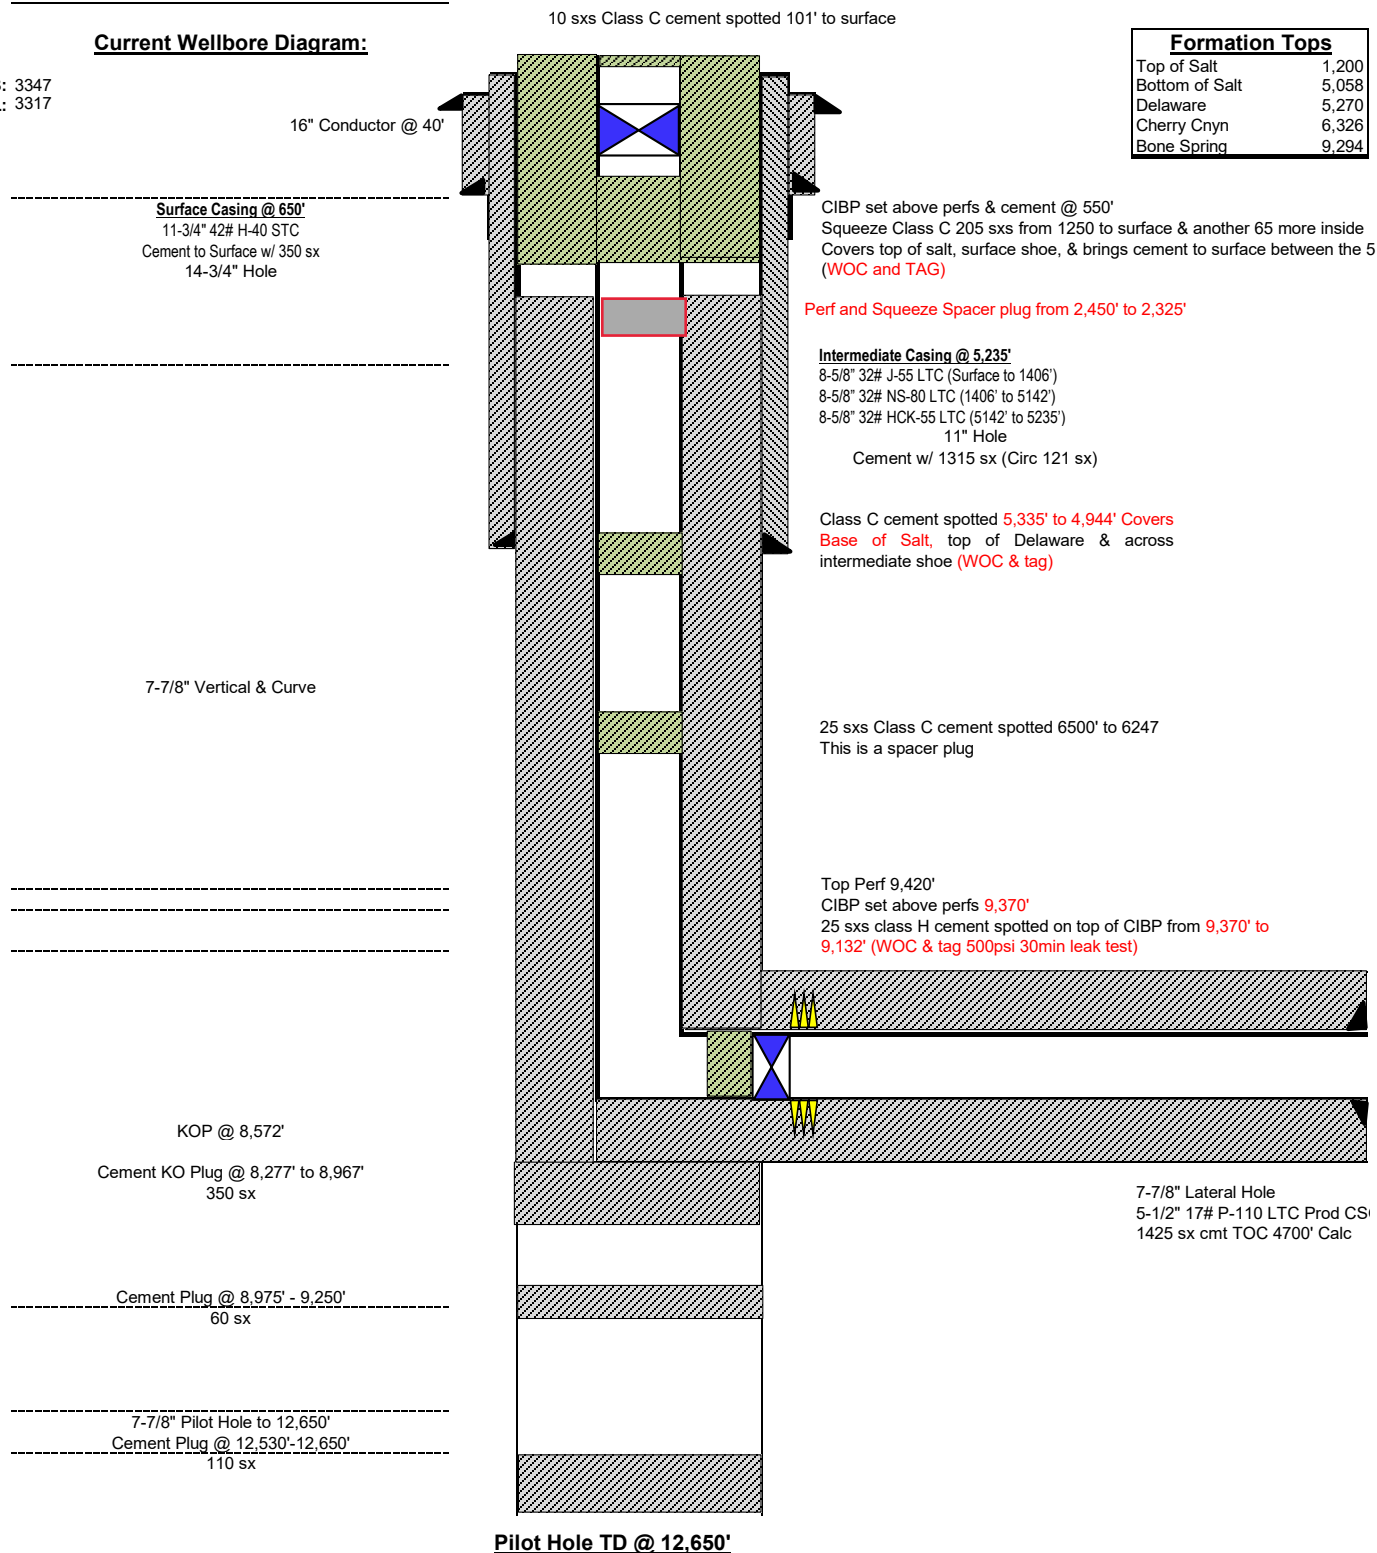 10 sxs Class C cement spotted 101' to surface
Current Wellbore Diagram:
Formation Tops
Top of Salt 1,200
Bottom of Salt 5,058
Delaware 5,270
Cherry Cnyn 6,326
Bone Spring 9,294
: 3347
: 3317
16" Conductor @ 40'
Surface Casing @ 650'
11-3/4" 42# H-40 STC
Cement to Surface w/ 350 sx
14-3/4" Hole
CIBP set above perfs & cement @ 550'
Squeeze Class C 205 sxs from 1250 to surface & another 65 more inside
Covers top of salt, surface shoe, & brings cement to surface between the 5
(WOC and TAG)
Perf and Squeeze Spacer plug from 2,450' to 2,325'
Intermediate Casing @ 5,235'
8-5/8" 32# J-55 LTC (Surface to 1406')
8-5/8" 32# NS-80 LTC (1406' to 5142')
8-5/8" 32# HCK-55 LTC (5142' to 5235')
11" Hole
Cement w/ 1315 sx (Circ 121 sx)
Class C cement spotted 5,335' to 4,944' Covers
Base of Salt, top of Delaware & across
intermediate shoe (WOC & tag)
7-7/8" Vertical & Curve
25 sxs Class C cement spotted 6500' to 6247
This is a spacer plug
Top Perf 9,420'
CIBP set above perfs 9,370'
25 sxs class H cement spotted on top of CIBP from 9,370' to
9,132' (WOC & tag 500psi 30min leak test)
KOP @ 8,572'
Cement KO Plug @ 8,277' to 8,967'
350 sx
7-7/8" Lateral Hole
5-1/2" 17# P-110 LTC Prod CS
1425 sx cmt TOC 4700' Calc
Cement Plug @ 8,975' - 9,250'
60 sx
7-7/8" Pilot Hole to 12,650'
Cement Plug @ 12,530'-12,650'
110 sx
Pilot Hole TD @ 12,650'